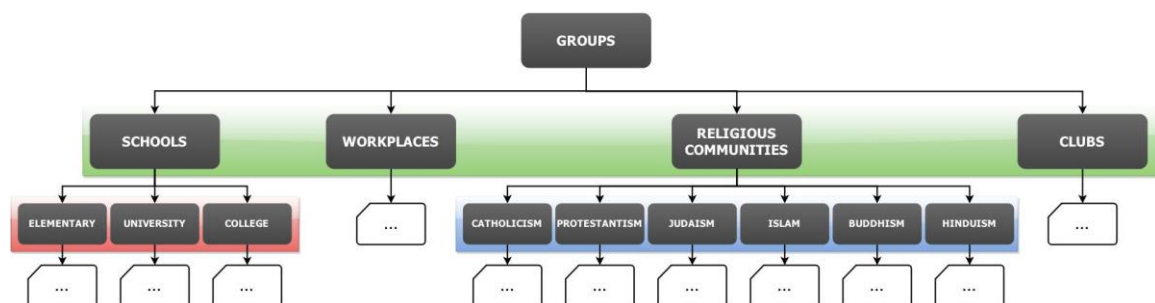 GROUPS
SCHOOLS
WORKPLACES
RELIGIOUS
COMMUNITIES
CLUBS
ELEMENTARY
UNIVERSITY
COLLEGE
...
CATHOLICISM
PROTESTANTISM
JUDAISM
ISLAM
BUDDHISM
HINDUISM
...
...
...
...
...
...
...
...
...
...